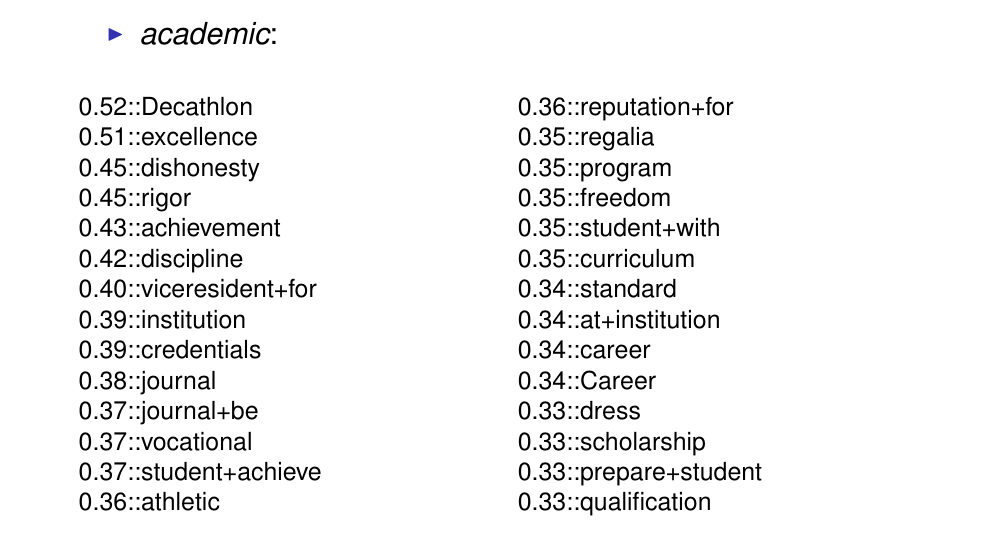 ► academic:
0.52::Decathlon
0.51::excellence
0.45::dishonesty
0.45::rigor
0.43::achievement
0.42::discipline
0.40::viceresident+for
0.39::institution
0.39::credentials
0.38::journal
0.37::journal+be
0.37::vocational
0.37::student+achieve
0.36::athletic
0.36::reputation+for
0.35::regalia
0.35::program
0.35::freedom
0.35::student+with
0.35::curriculum
0.34::standard
0.34::at+institution
0.34::career
0.34::Career
0.33::dress
0.33::scholarship
0.33::prepare+student
0.33::qualification